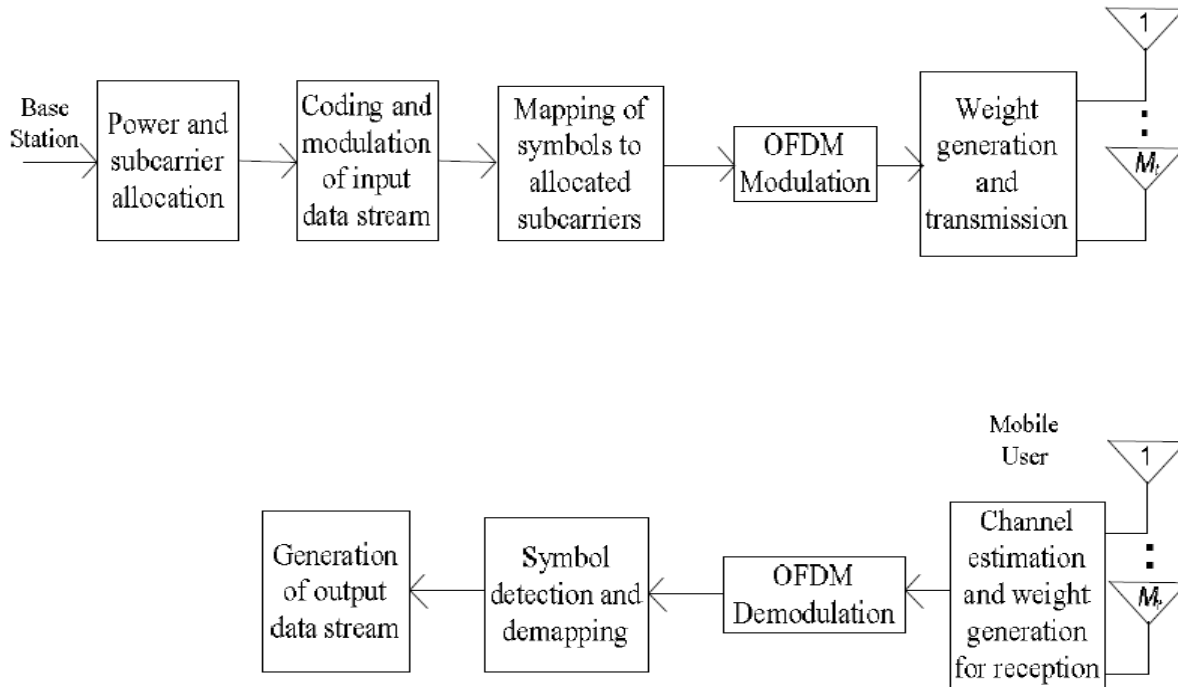 Base
Station
Power and
subcarrier
allocation
Coding and
modulation
of input
data stream
Mapping of
symbols to
allocated
subcarriers
OFDM
Modulation
Weight
generation
and
transmission
1
Mt
Mobile
User
1
Mr
Channel
estimation
and weight
generation
for reception
OFDM
Demodulation
Symbol
detection and
demapping
Generation
of output
data stream